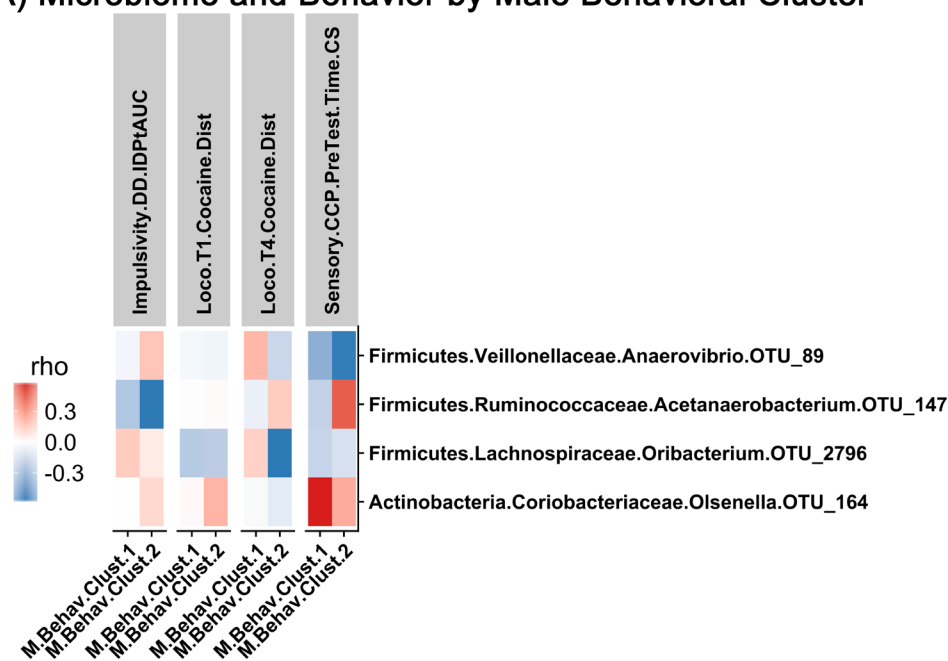 Microbiome and Behavior by Male Behavioral Cluster
Impulsivity.DD.IDPtAUC
Loco.T1.Cocaine.Dist
Loco.T4.Cocaine.Dist
Sensory.CCP.PreTest.Time.CS
rho
0.3
0.0
-0.3
Firmicutes.Veillonellaceae.Anaerovibrio.OTU_89
Firmicutes.Ruminococcaceae.Acetanaerobacterium.OTU_147
Firmicutes.Lachnospiraceae.Oribacterium.OTU_2796
Actinobacteria.Coriobacteriaceae.Olsenella.OTU_164
M.Behav.Clust.1
M.Behav.Clust.2
M.Behav.Clust.1
M.Behav.Clust.2
M.Behav.Clust.1
M.Behav.Clust.2
M.Behav.Clust.1
M.Behav.Clust.2